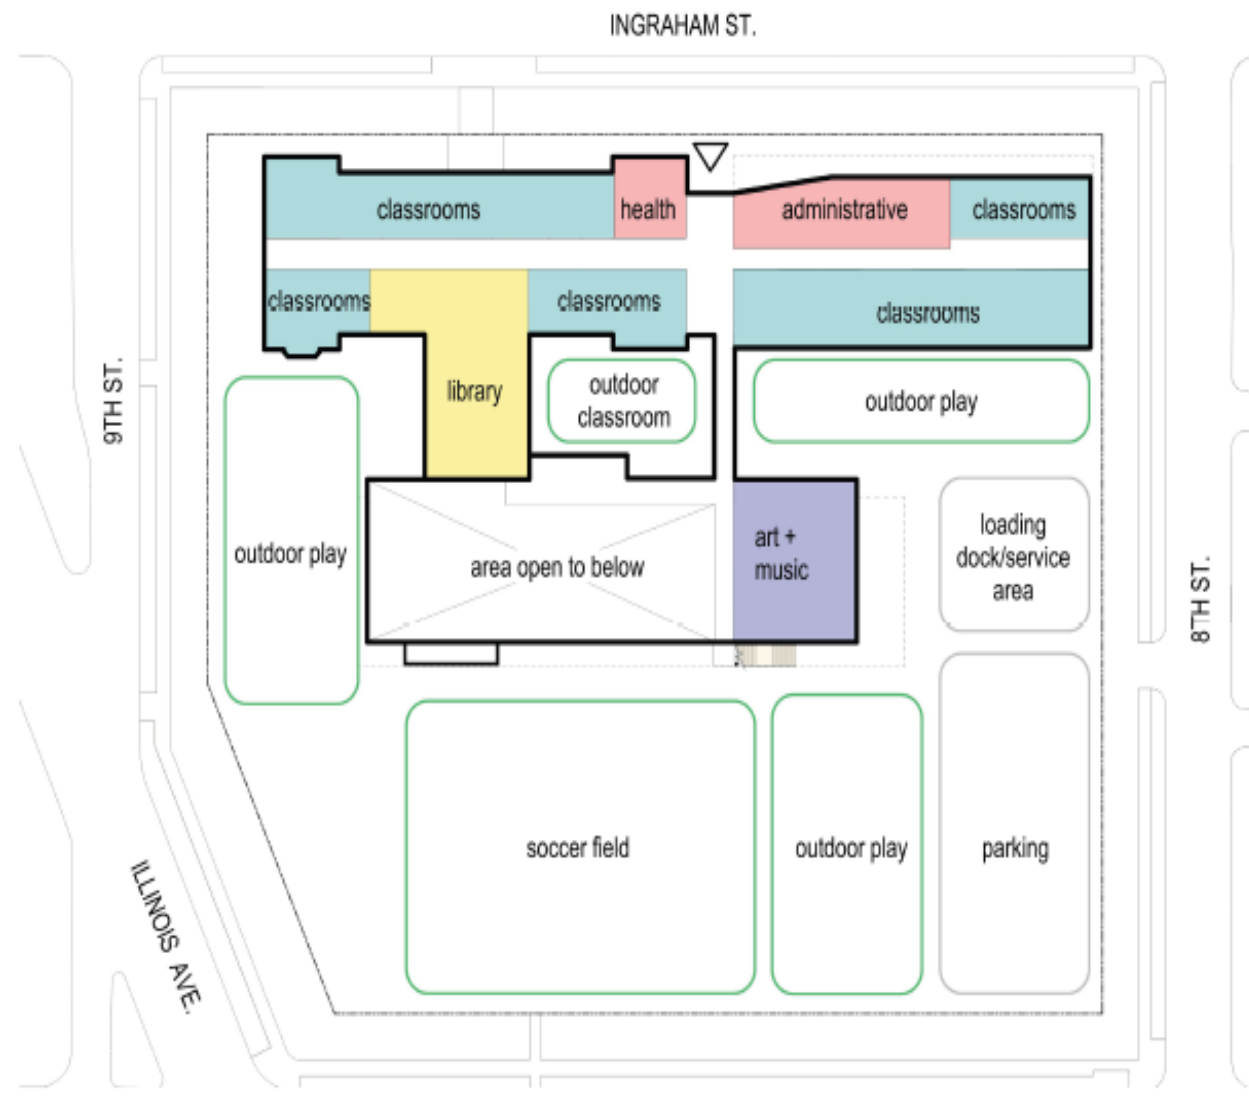 INGRAHAM ST.
classrooms
health
administrative
classrooms
classrooms
classrooms
classrooms
9TH ST.
library
outdoor
classroom
outdoor play
outdoor play
area open to below
art +
music
loading
dock/service
area
8TH ST.
soccer field
outdoor play
parking
ILLINOIS AVE.